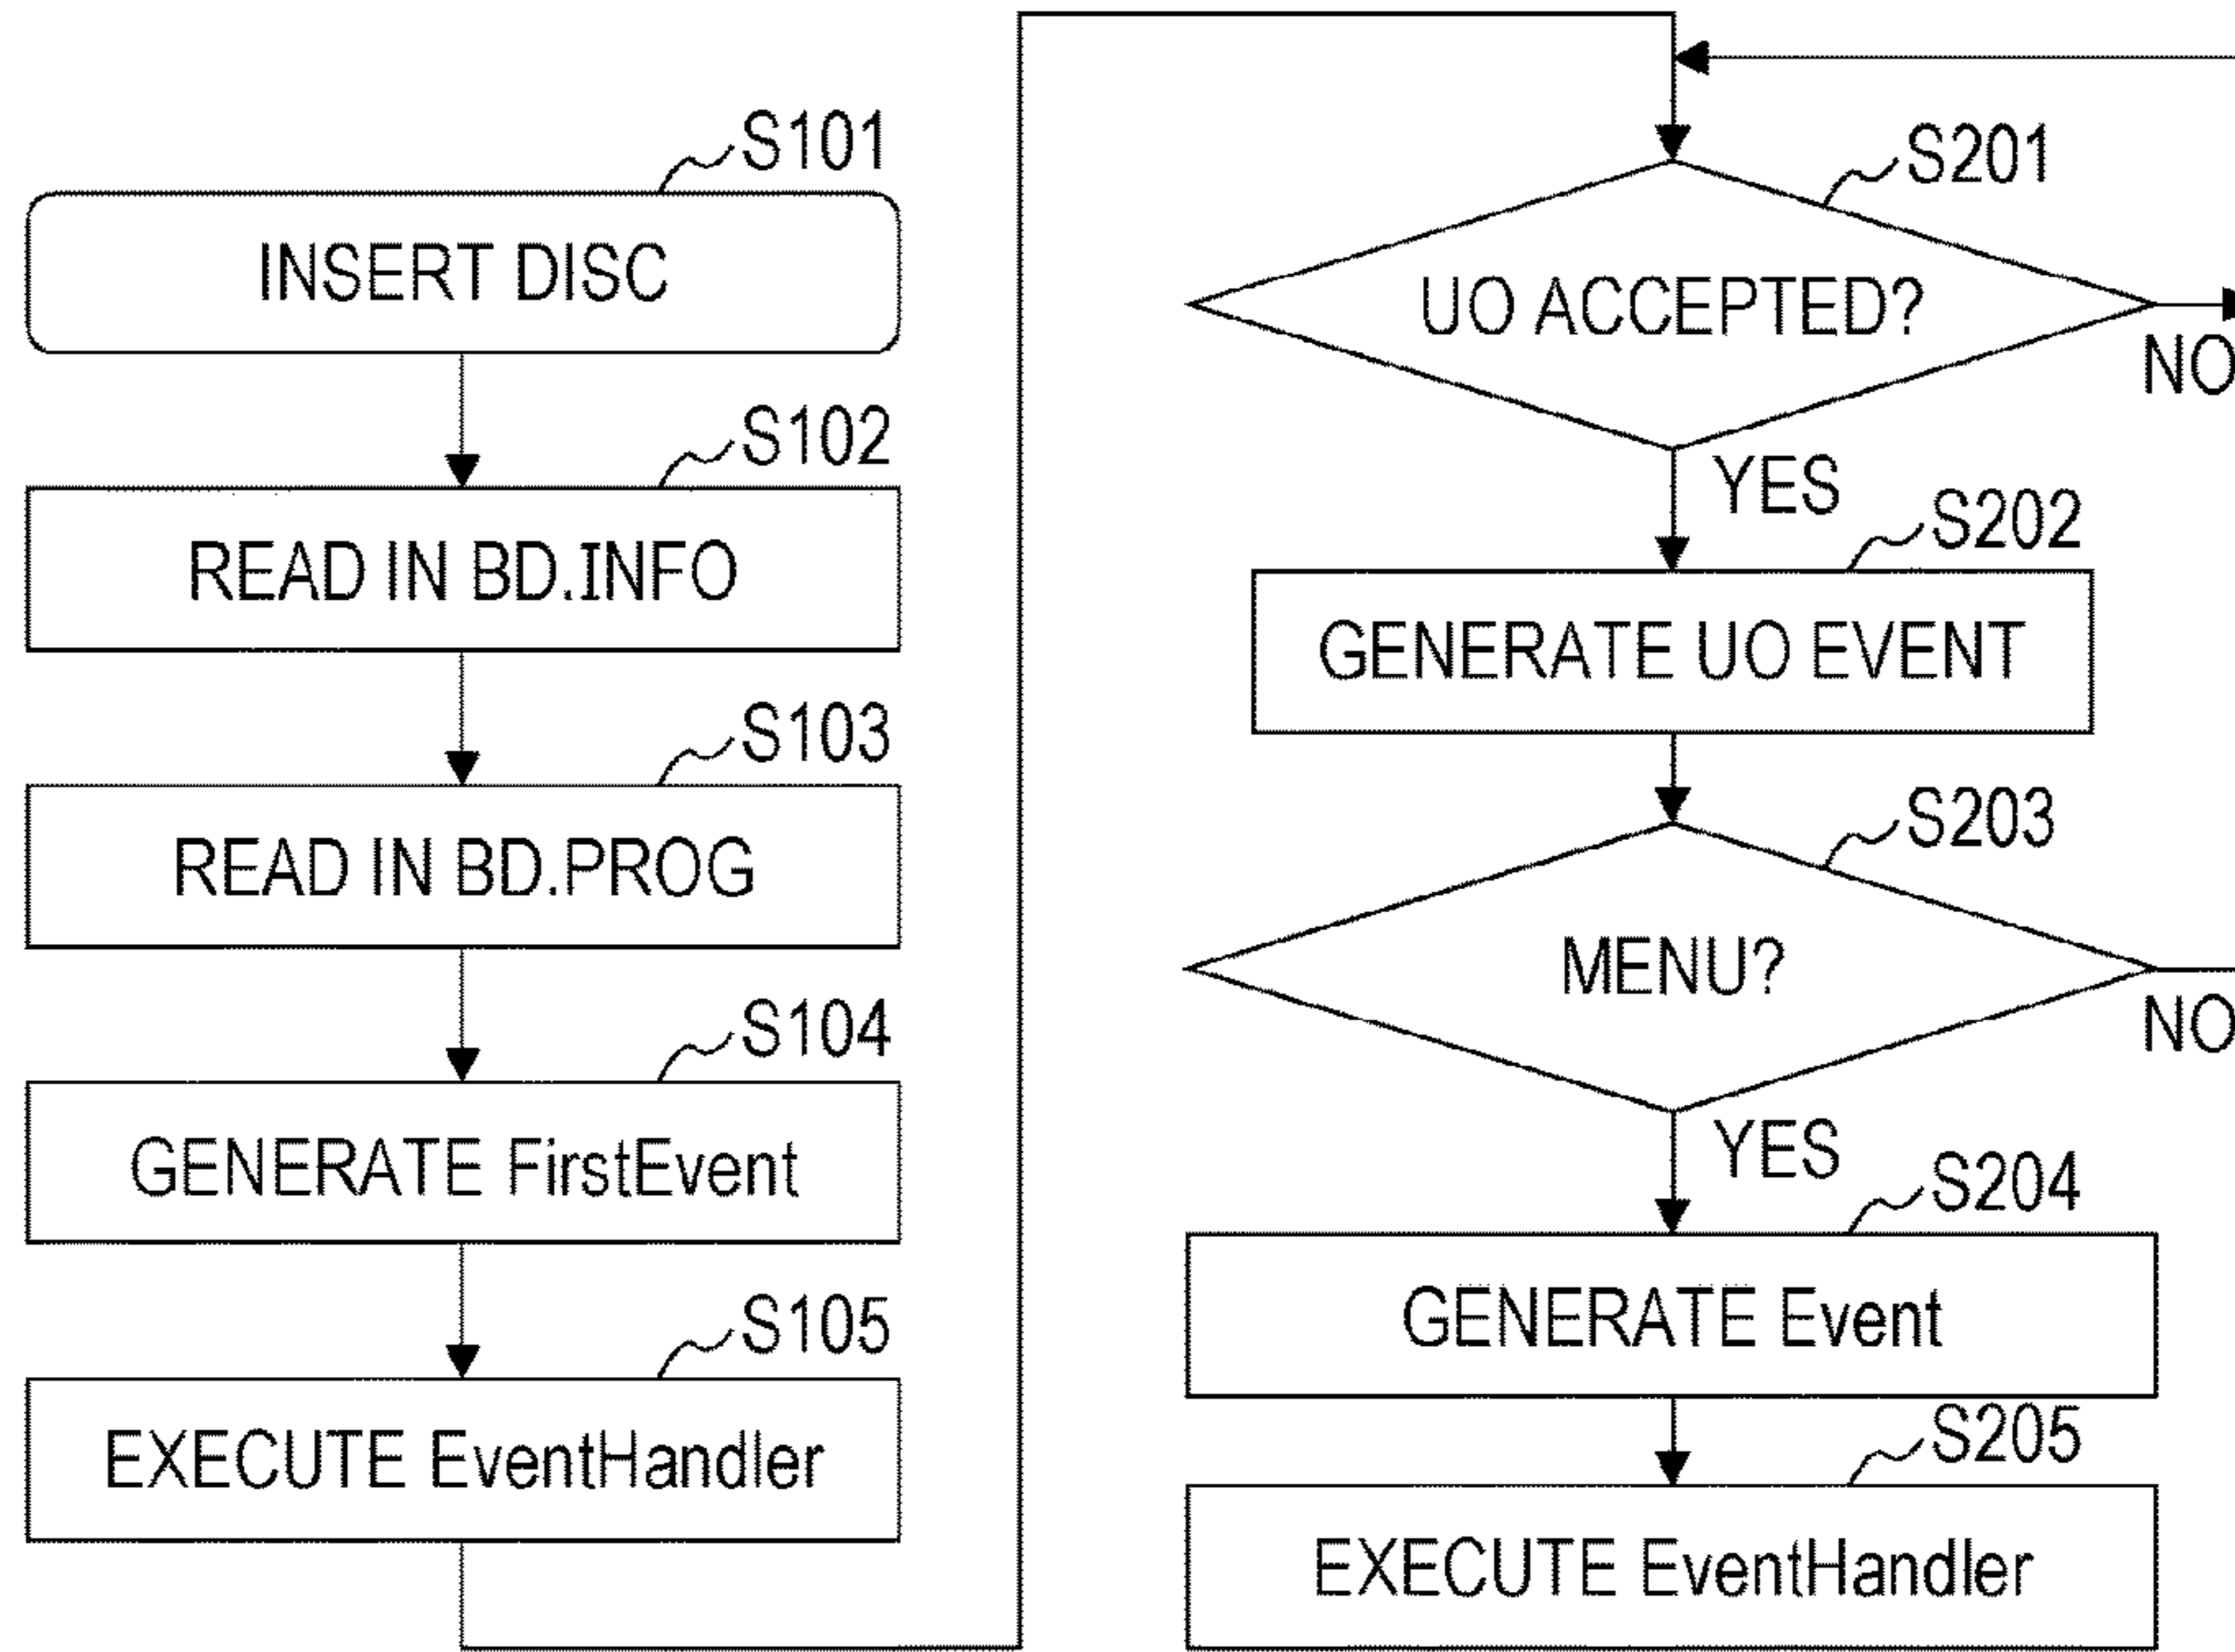 S101
INSERT DISC
S102
READ IN BD.INFO
S103
READ IN BD.PROG
S104
GENERATE FirstEvent
S105
EXECUTE EventHandler
S201
UO ACCEPTED?
NO
YES
S202
GENERATE UO EVENT
S203
MENU?
NO
YES
S204
GENERATE Event
S205
EXECUTE EventHandler